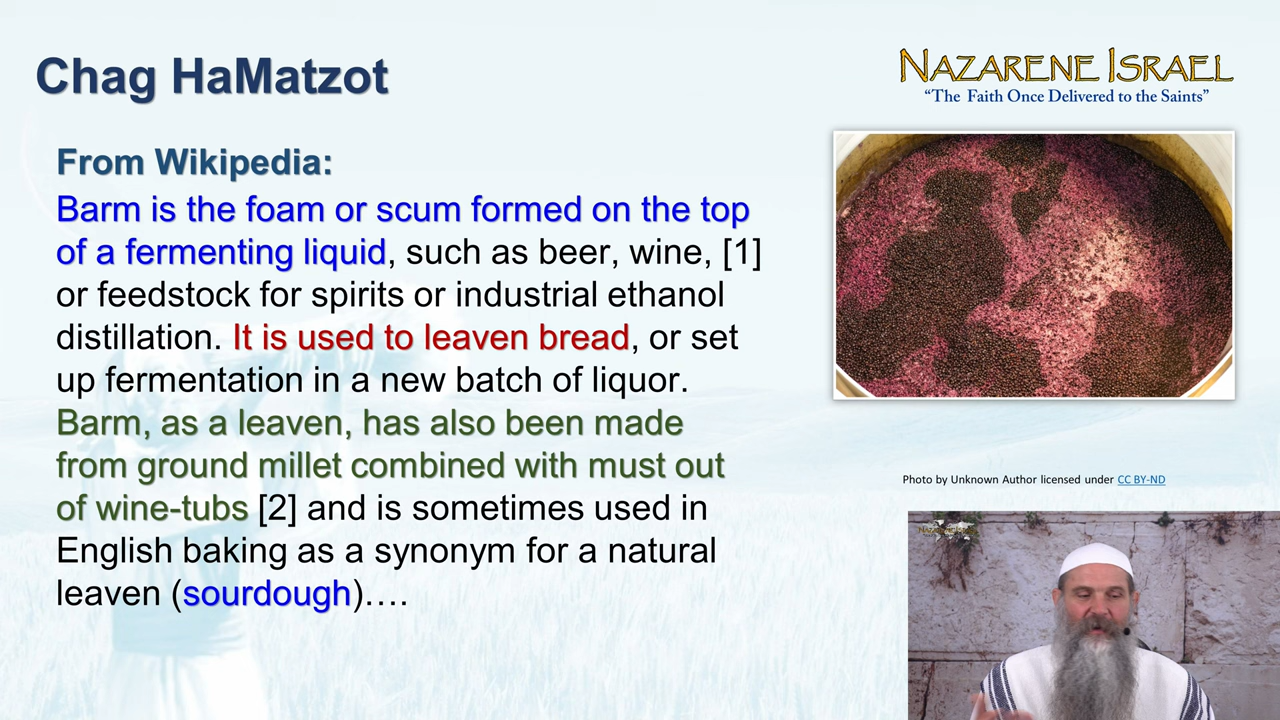 Chag HaMatzot
NAZARENE ISRAEL
“The Faith Once Delivered to the Saints”
From Wikipedia:
Barm is the foam or scum formed on the top
of a fermenting liquid, such as beer, wine, [1]
or feedstock for spirits or industrial ethanol
distillation. It is used to leaven bread, or set
up fermentation in a new batch of liquor.
Barm, as a leaven, has also been made
from ground millet combined with must out
of wine-tubs [2] and is sometimes used in
English baking as a synonym for a natural
leaven (sourdough)….
Photo by Unknown Author licensed under CC BY-ND